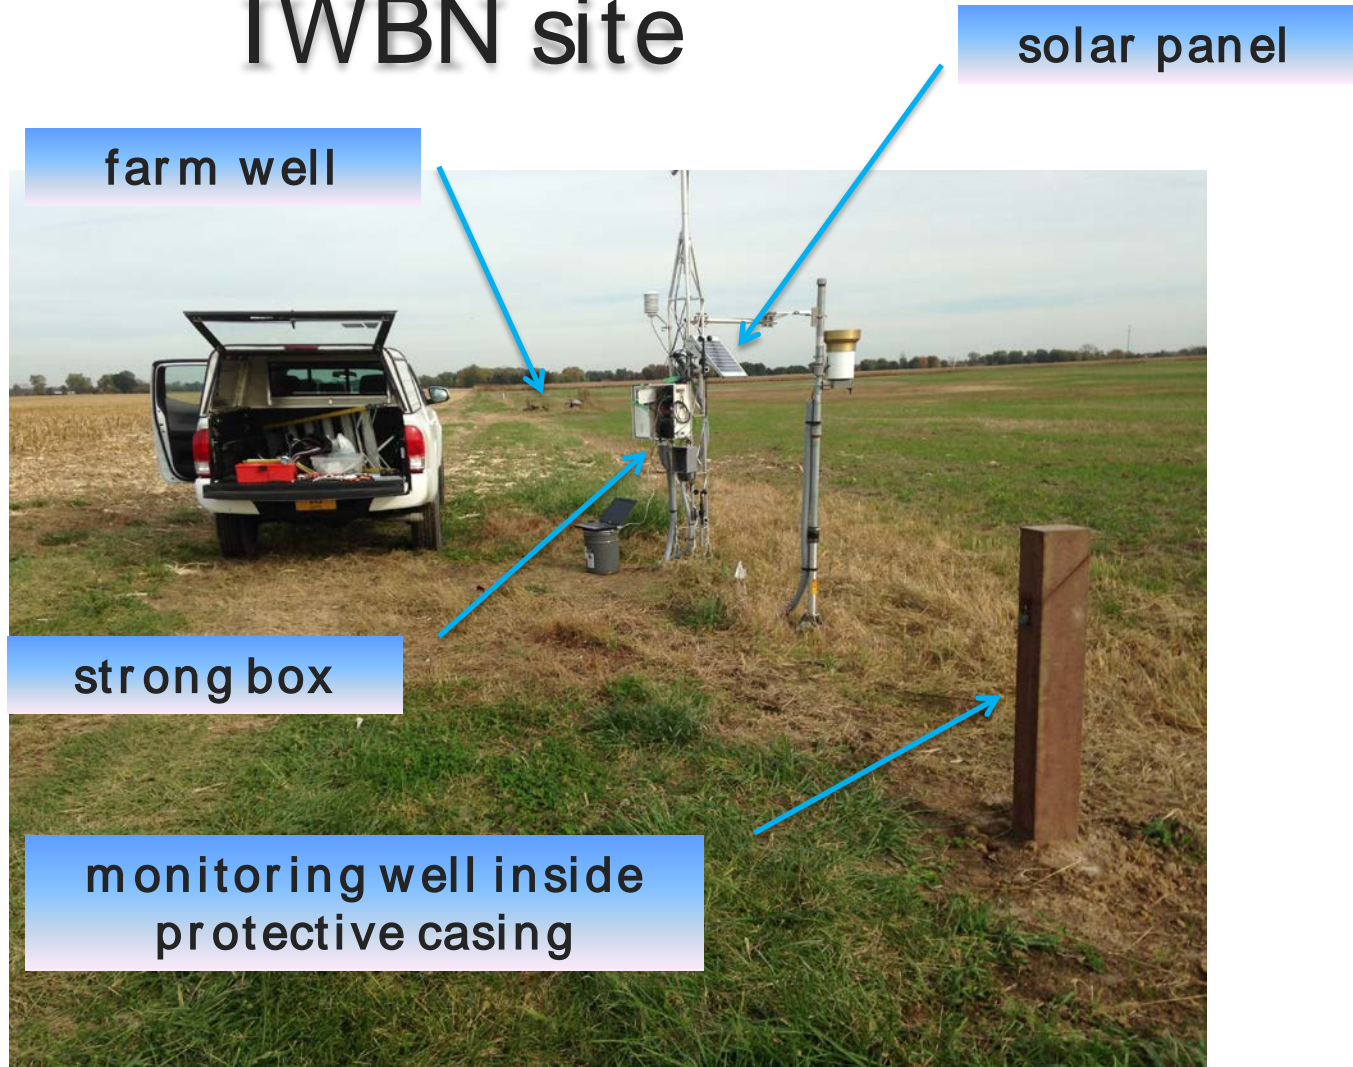 IWBN site
solar panel
farm well
strong box
monitoring well inside
protective casing